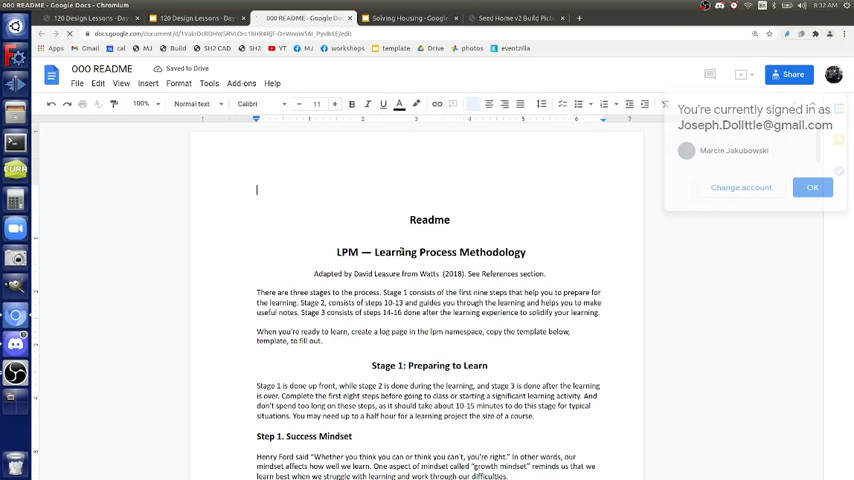 120 Design Lessons - Day
120 Design Lessons - Day
000 README - Google Docs
Solving Housing - Google
Seed Home v2 Build Pictu
8:32 AM
Apps
Gmail
cal
MJ
Build
SH2 CAD
SH2
YT
MJ
workshops
template
Drive
photos
eventzilla
000 README
Saved to Drive
File Edit View Insert Format Tools Add-ons Help
Share
100%
Normal text
Calibri
11
You're currently signed in as
Joseph.Dolittle@gmail.com
Marcin Jakubowski
Change account
OK
Readme
LPM — Learning Process Methodology
Adapted by David Leasure from Watts (2018). See References section.
There are three stages to the process. Stage 1 consists of the first nine steps that help you to prepare for
the learning. Stage 2, consists of steps 10-13 and guides you through the learning and helps you to make
useful notes. Stage 3 consists of steps 14-16 done after the learning experience to solidify your learning.
When you're ready to learn, create a log page in the lpm namespace, copy the template below,
template, to fill out.
Stage 1: Preparing to Learn
Stage 1 is done up front, while stage 2 is done during the learning, and stage 3 is done after the learning
is over. Complete the first eight steps before going to class or starting a significant learning activity. And
don't spend too long on these steps, as it should take about 10-15 minutes to do this stage for typical
situations. You may need up to a half hour for a learning project the size of a course.
Step 1. Success Mindset
Henry Ford said "Whether you think you can or think you can't, you're right." In other words, our
mindset affects how well we learn. One aspect of mindset called "growth mindset" reminds us that we
learn best when we struggle with learning and work through our difficulties.